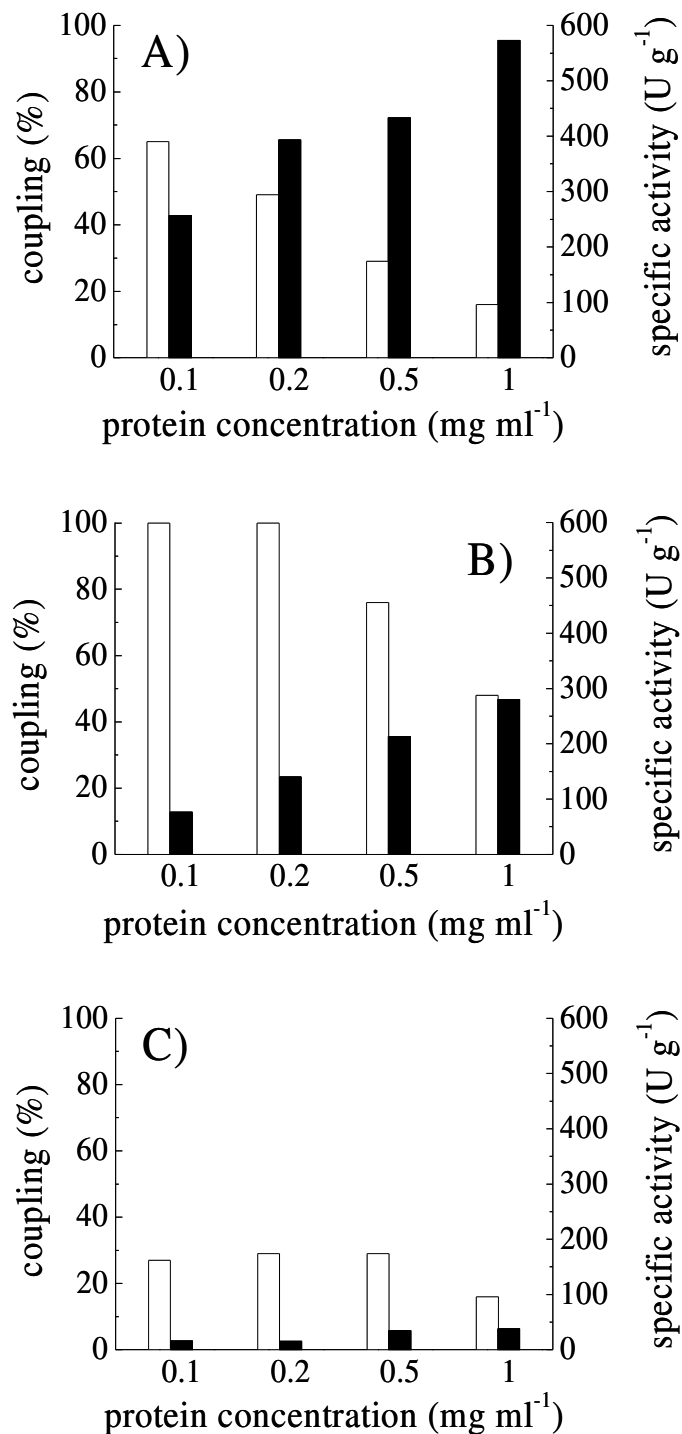 A)
coupling (%)
100
80
60
40
20
0
specific activity (U g⁻¹)
600
500
400
300
200
100
0
0.1 0.2 0.5 1
protein concentration (mg ml⁻¹)
B)
coupling (%)
100
80
60
40
20
0
specific activity (U g⁻¹)
600
500
400
300
200
100
0
0.1 0.2 0.5 1
protein concentration (mg ml⁻¹)
C)
coupling (%)
100
80
60
40
20
0
specific activity (U g⁻¹)
600
500
400
300
200
100
0
0.1 0.2 0.5 1
protein concentration (mg ml⁻¹)